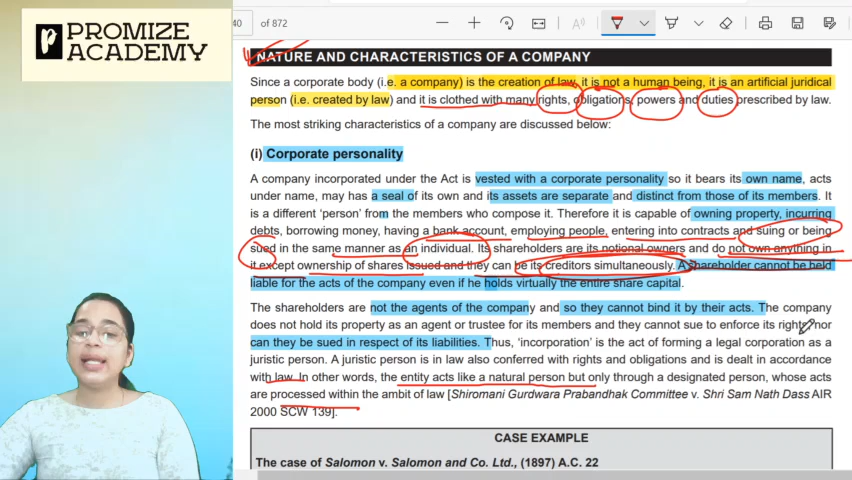 PROMIZE
ACADEMY
40
of 872
NATURE AND CHARACTERISTICS OF A COMPANY
Since a corporate body (i.e. a company) is the creation of law, it is not a human being, it is an artificial juridical
person (i.e. created by law) and it is clothed with many rights, obligations, powers and duties prescribed by law.
The most striking characteristics of a company are discussed below:
(i) Corporate personality
A company incorporated under the Act is vested with a corporate personality so it bears its own name, acts
under name, may has a seal of its own and its assets are separate and distinct from those of its members. It
is a different 'person' from the members who compose it. Therefore it is capable of owning property, incurring
debts, borrowing money, having a bank account, employing people, entering into contracts and suing or being
sued in the same manner as an individual. Its shareholders are its notional owners and do not own anything in
it except ownership of shares issued and they can be its creditors simultaneously. A shareholder cannot be held
liable for the acts of the company even if he holds virtually the entire share capital.
The shareholders are not the agents of the company and so they cannot bind it by their acts. The company
does not hold its property as an agent or trustee for its members and they cannot sue to enforce its rights, nor
can they be sued in respect of its liabilities. Thus, 'incorporation' is the act of forming a legal corporation as a
juristic person. A juristic person is in law also conferred with rights and obligations and is dealt in accordance
with law. In other words, the entity acts like a natural person but only through a designated person, whose acts
are processed within the ambit of law [Shiromani Gurdwara Prabandhak Committee v. Shri Sam Nath Dass AIR
2000 SCW 139].
CASE EXAMPLE
The case of Salomon v. Salomon and Co. Ltd., (1897) A.C. 22